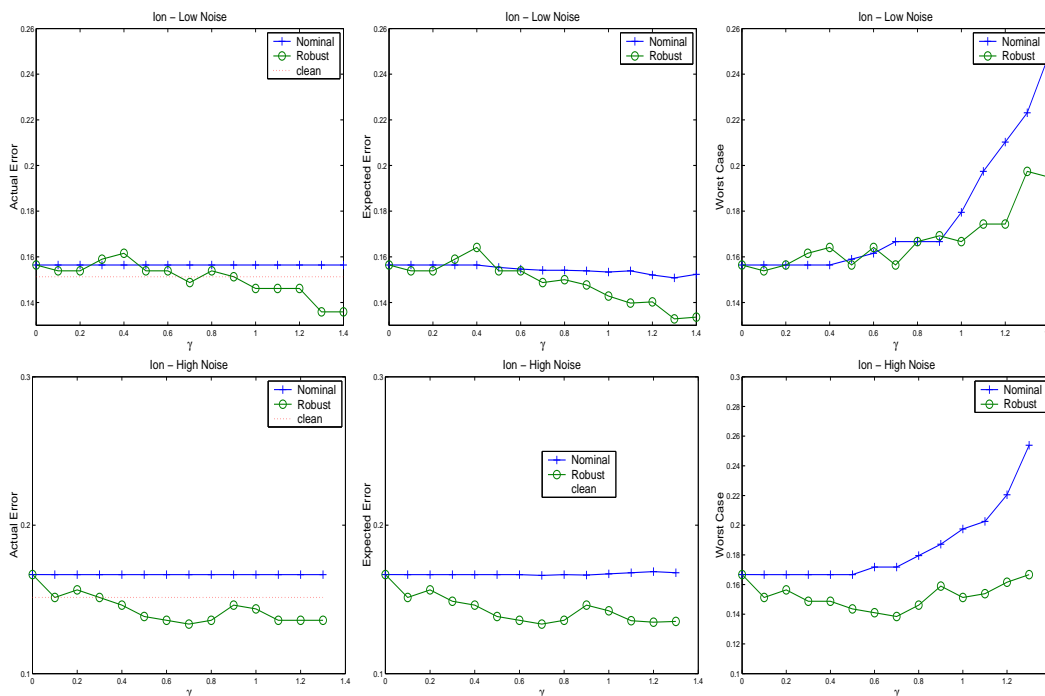 Ion – Low Noise
0.26
0.24
0.22
0.2
0.18
0.16
0.14
Actual Error
Nominal
Robust
clean
0 0.2 0.4 0.6 0.8 1 1.2 1.4
γ
Ion – Low Noise
0.26
0.24
0.22
0.2
0.18
0.16
0.14
Expected Error
Nominal
Robust
0 0.2 0.4 0.6 0.8 1 1.2 1.4
γ
Ion – Low Noise
0.26
0.24
0.22
0.2
0.18
0.16
0.14
Worst Case
Nominal
Robust
0 0.2 0.4 0.6 0.8 1 1.2
γ
Ion – High Noise
0.3
0.2
0.1
Actual Error
Nominal
Robust
clean
0 0.2 0.4 0.6 0.8 1 1.2 1.4
γ
Ion – High Noise
0.3
0.2
0.1
Expected Error
Nominal
Robust
clean
0 0.2 0.4 0.6 0.8 1 1.2 1.4
γ
Ion – High Noise
0.3
0.28
0.26
0.24
0.22
0.2
0.18
0.16
0.14
0.12
0.1
Worst Case
Nominal
Robust
0 0.2 0.4 0.6 0.8 1 1.2
γ